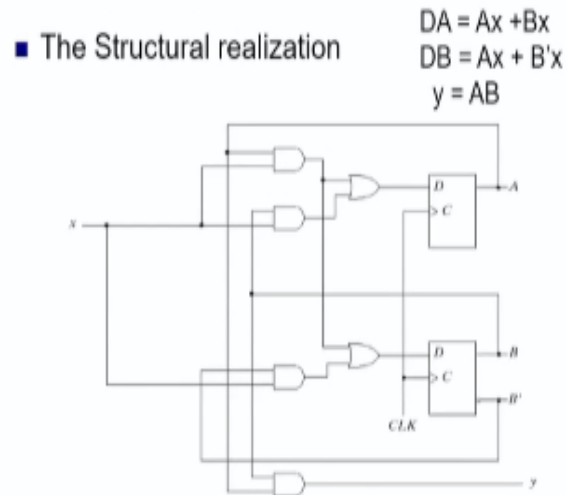 The Structural realization
DA = Ax +Bx
DB = Ax + B'x
y = AB
D
A
x
C
D
B
C
B'
CLK
y